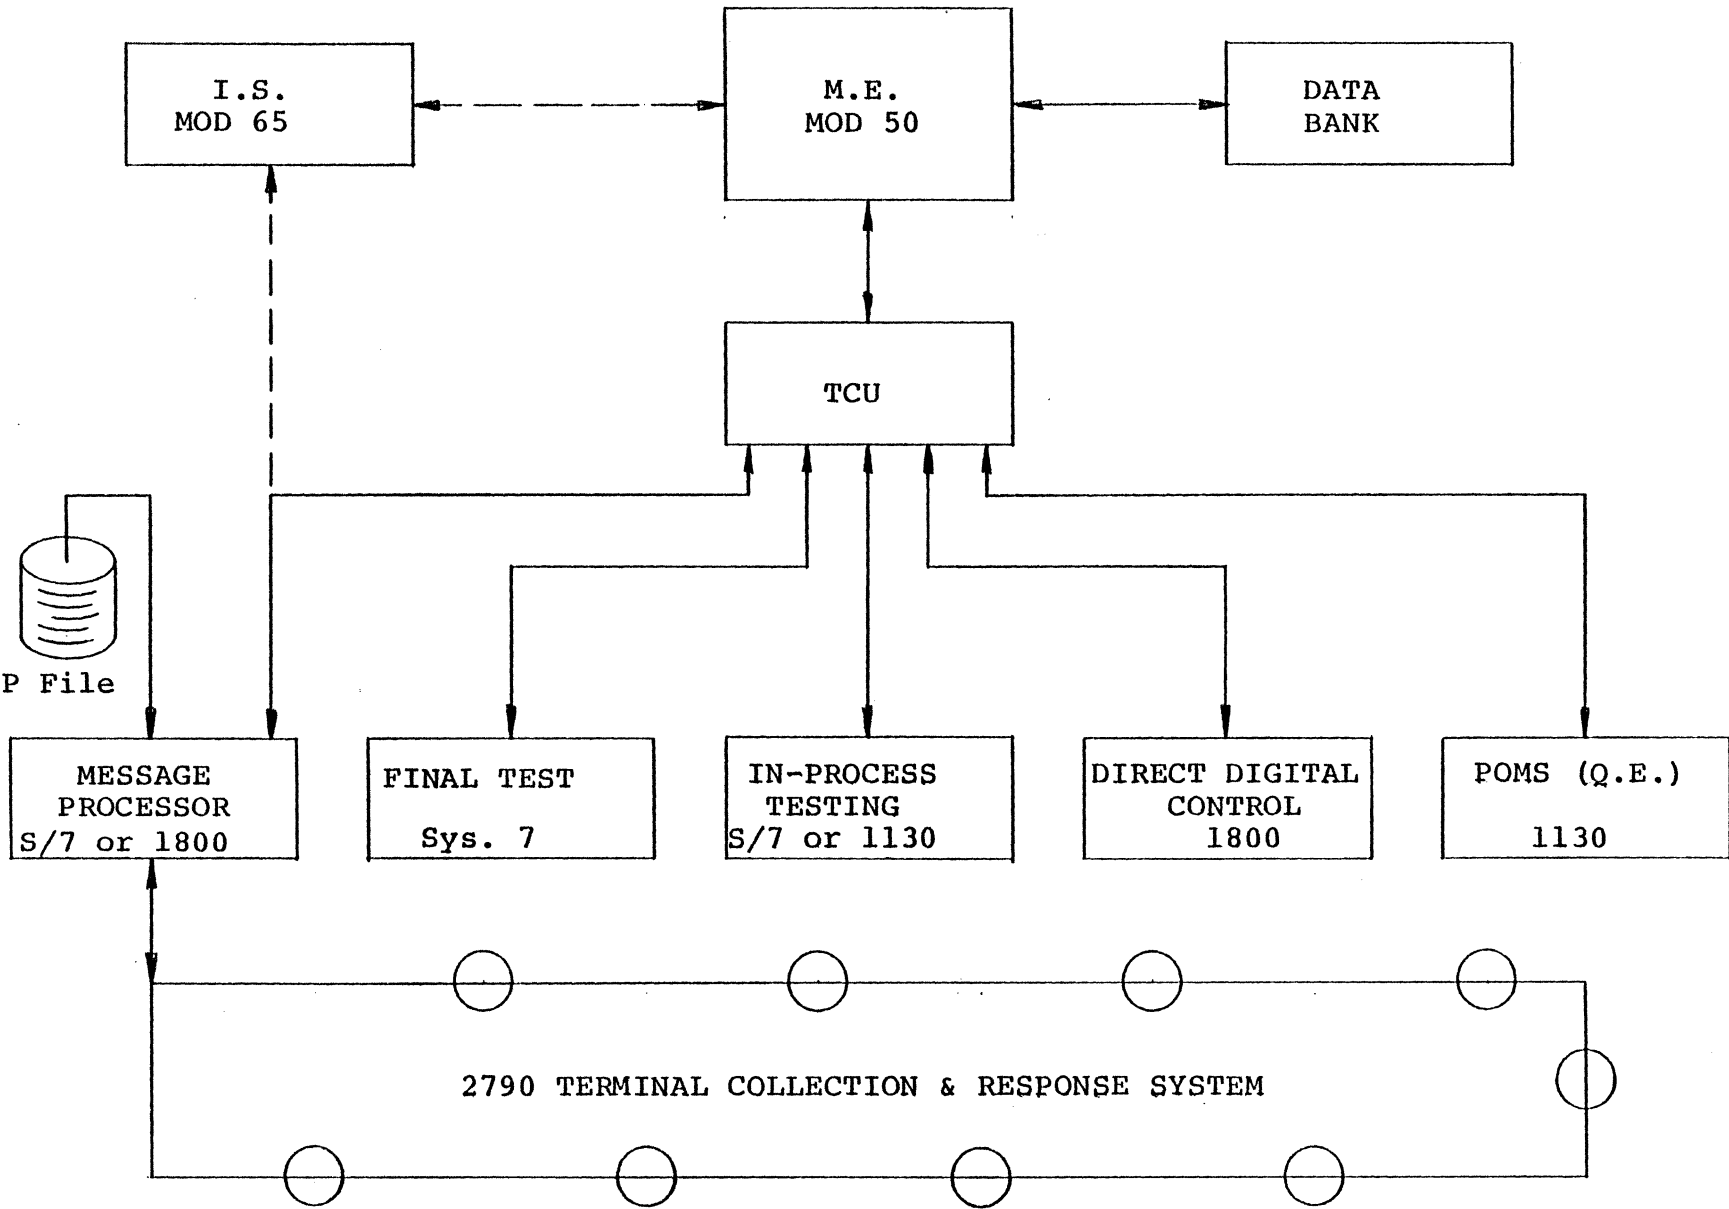 I.S.
MOD 65
M.E.
MOD 50
DATA
BANK
TCU
P File
MESSAGE
PROCESSOR
S/7 or 1800
FINAL TEST
Sys. 7
IN-PROCESS
TESTING
S/7 or 1130
DIRECT DIGITAL
CONTROL
1800
POMS (Q.E.)
1130
2790 TERMINAL COLLECTION & RESPONSE SYSTEM